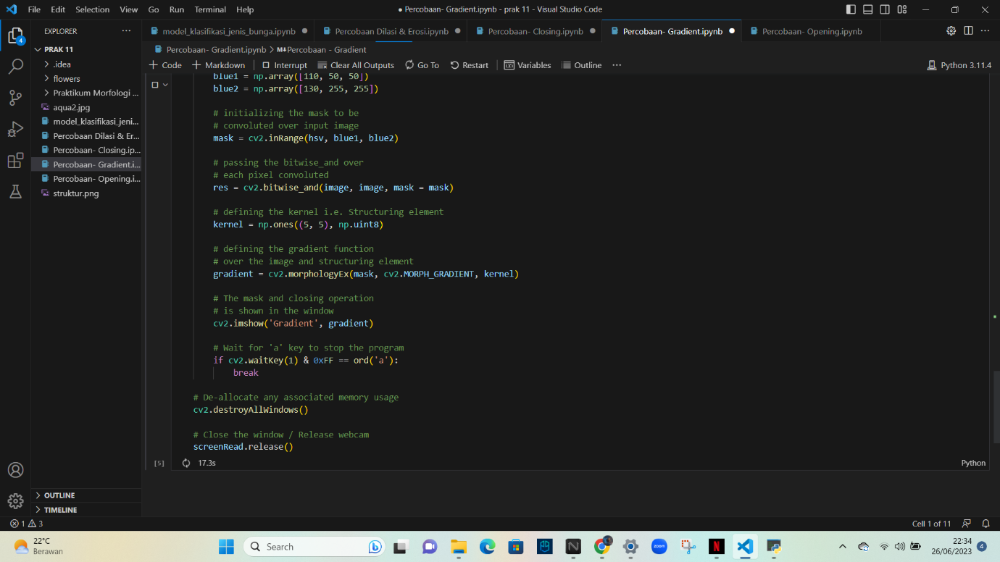 File Edit Selection View Go Run Terminal Help
● Percobaan- Gradient.ipynb - prak 11 - Visual Studio Code
EXPLORER
model_klasifikasi_jenis_bunga.ipynb
Percobaan Dilasi & Erosi.ipynb
Percobaan- Closing.ipynb
Percobaan- Gradient.ipynb
Percobaan- Opening.ipynb
4
PRAK 11
.idea
flowers
Praktikum Morfologi ...
aqua2.jpg
model_klasifikasi_jeni...
Percobaan Dilasi & Er...
Percobaan- Closing.ip...
Percobaan- Gradient.i...
Percobaan- Opening.i...
struktur.png
OUTLINE
TIMELINE
Percobaan- Gradient.ipynb > M↓Percobaan - Gradient
+ Code + Markdown | Interrupt Clear All Outputs Go To Restart | Variables Outline ... Python 3.11.4
blue1 = np.array([110, 50, 50])
blue2 = np.array([130, 255, 255])
# initializing the mask to be
# convoluted over input image
mask = cv2.inRange(hsv, blue1, blue2)
# passing the bitwise_and over
# each pixel convoluted
res = cv2.bitwise_and(image, image, mask = mask)
# defining the kernel i.e. Structuring element
kernel = np.ones((5, 5), np.uint8)
# defining the gradient function
# over the image and structuring element
gradient = cv2.morphologyEx(mask, cv2.MORPH_GRADIENT, kernel)
# The mask and closing operation
# is shown in the window
cv2.imshow('Gradient', gradient)
# Wait for 'a' key to stop the program
if cv2.waitKey(1) & 0xFF == ord('a'):
break
# De-allocate any associated memory usage
cv2.destroyAllWindows()
# Close the window / Release webcam
screenRead.release()
[5] 17.3s Python
1 3
Cell 1 of 11
22°C
Berawan
Search
zoom
N
N
22:34
26/06/2023
4